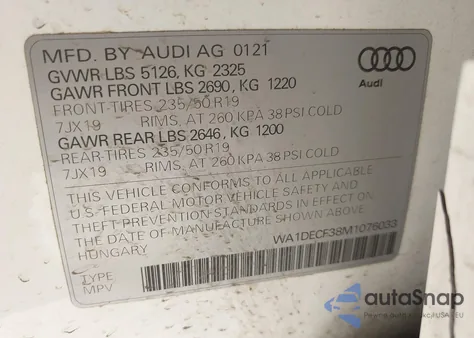 MFD. BY AUDI AG 0121
GVWR LBS 5126, KG 2325
GAWR FRONT LBS 2690, KG 1220
FRONT-TIRES 235/50 R19
7JX19 RIMS, AT 260 KPA 38 PSI COLD
GAWR REAR LBS 2646, KG 1200
REAR-TIRES 235/50 R19
7JX19 RIMS, AT 260 KPA 38 PSI COLD
THIS VEHICLE CONFORMS TO ALL APPLICABLE
U.S.-FEDERAL MOTOR VEHICLE SAFETY AND
THEFT-PREVENTION STANDARDS IN EFFECT ON
THE DATE OF MANUFACTURE SHOWN ABOVE
HUNGARY
WA1DECF38M1076033
TYPE
MPV
Audi
autoSnap